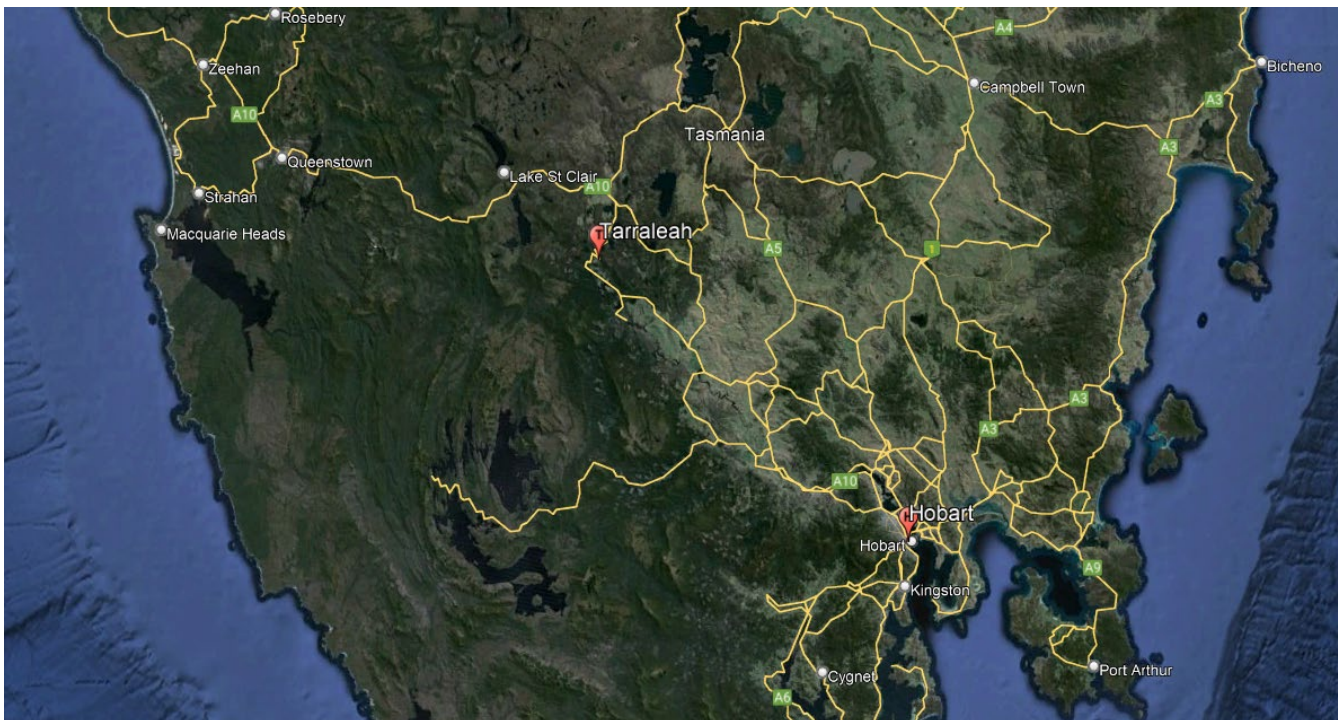 Rosebery
A4
Zeehan
Bicheno
Campbell Town
A3
A10
Tasmania
A3
Queenstown
Lake St Clair
A10
Strahan
Macquarie Heads
T
Tarraleah
A5
1
A3
A3
A10
H
Hobart
Hobart
A9
Kingston
Port Arthur
Cygnet
A6